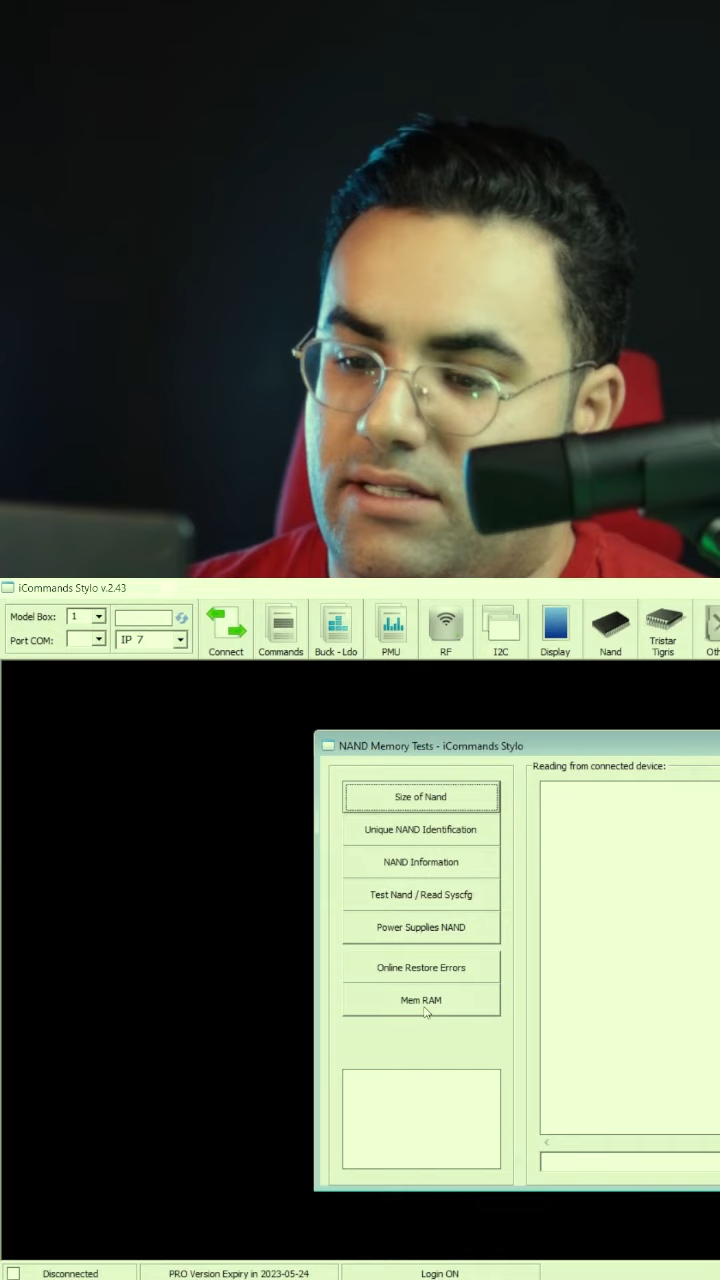 iCommands Stylo v.2.43
Model Box: 1
Port COM: IP 7
Connect
Commands
Buck - Ldo
PMU
RF
I2C
Display
Nand
Tristar
Tigris
NAND Memory Tests - iCommands Stylo
Size of Nand
Unique NAND Identification
NAND Information
Test Nand / Read Syscfg
Power Supplies NAND
Online Restore Errors
Mem RAM
Reading from connected device:
Disconnected
PRO Version Expiry in 2023-05-24
Login ON